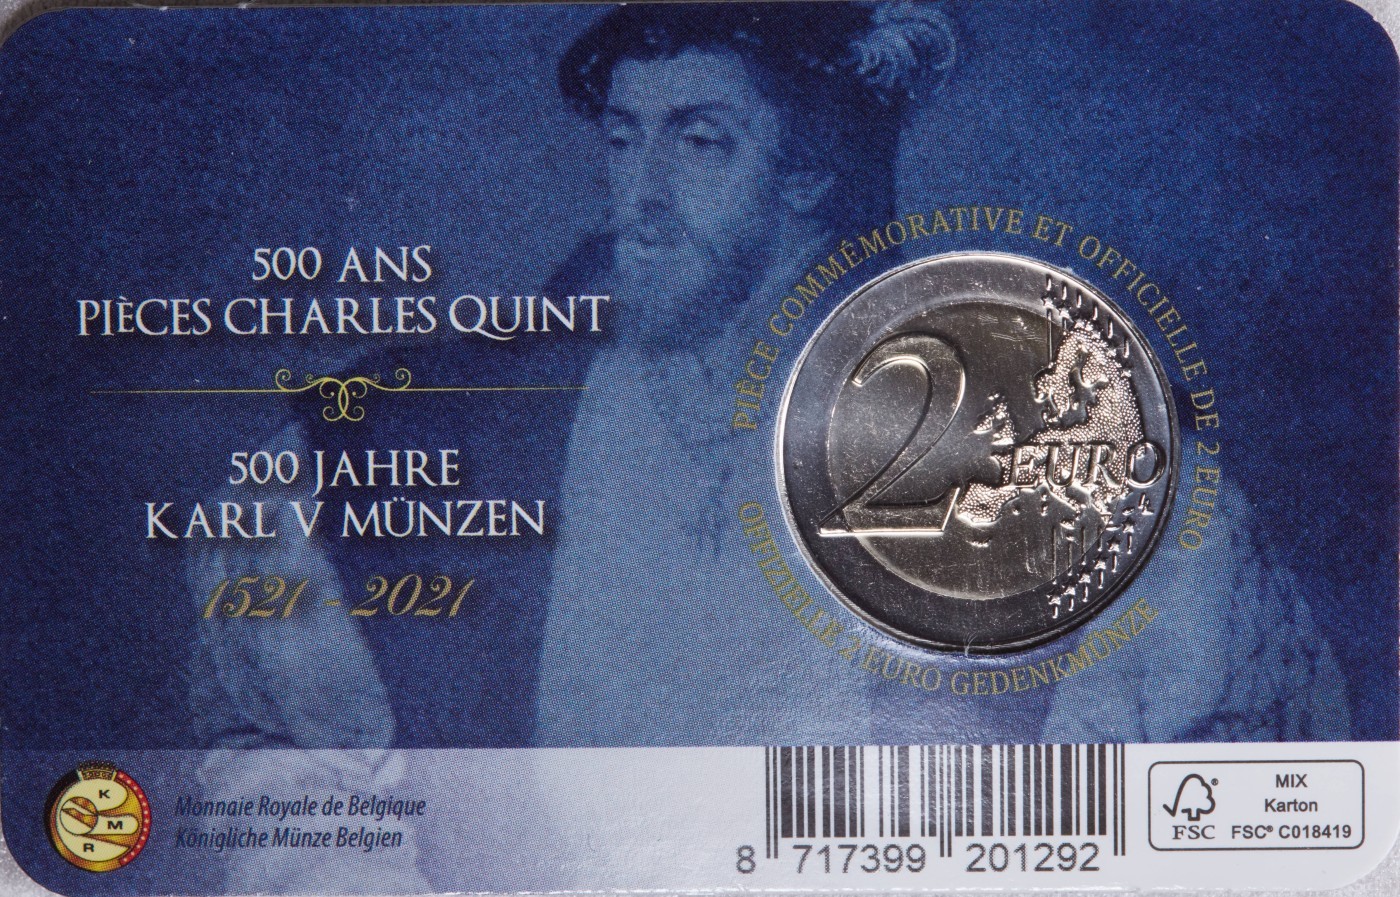 500 ANS
PIÈCES CHARLES QUINT
500 JAHRE
KARL V MÜNZEN
1521 - 2021
PIÈCE COMMÉMORATIVE ET OFFICIELLE DE 2 EURO
2 EURO
OFFIZIELLE 2 EURO GEDENKMÜNZE
K
M
R
Monnaie Royale de Belgique
Königliche Münze Belgien
8 717399 201292
FSC
MIX
Karton
FSC® C018419